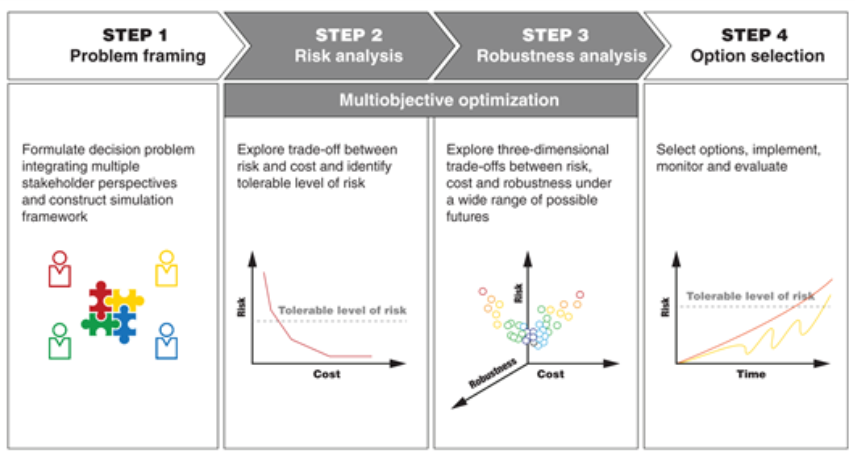 STEP 1
Problem framing
STEP 2
Risk analysis
STEP 3
Robustness analysis
STEP 4
Option selection
Multiobjective optimization
Formulate decision problem
integrating multiple
stakeholder perspectives
and construct simulation
framework
Explore trade-off between
risk and cost and identify
tolerable level of risk
Explore three-dimensional
trade-offs between risk,
cost and robustness under
a wide range of possible
futures
Select options, implement,
monitor and evaluate
Risk
Tolerable level of risk
Cost
Risk
Robustness
Cost
Risk
Tolerable level of risk
Time